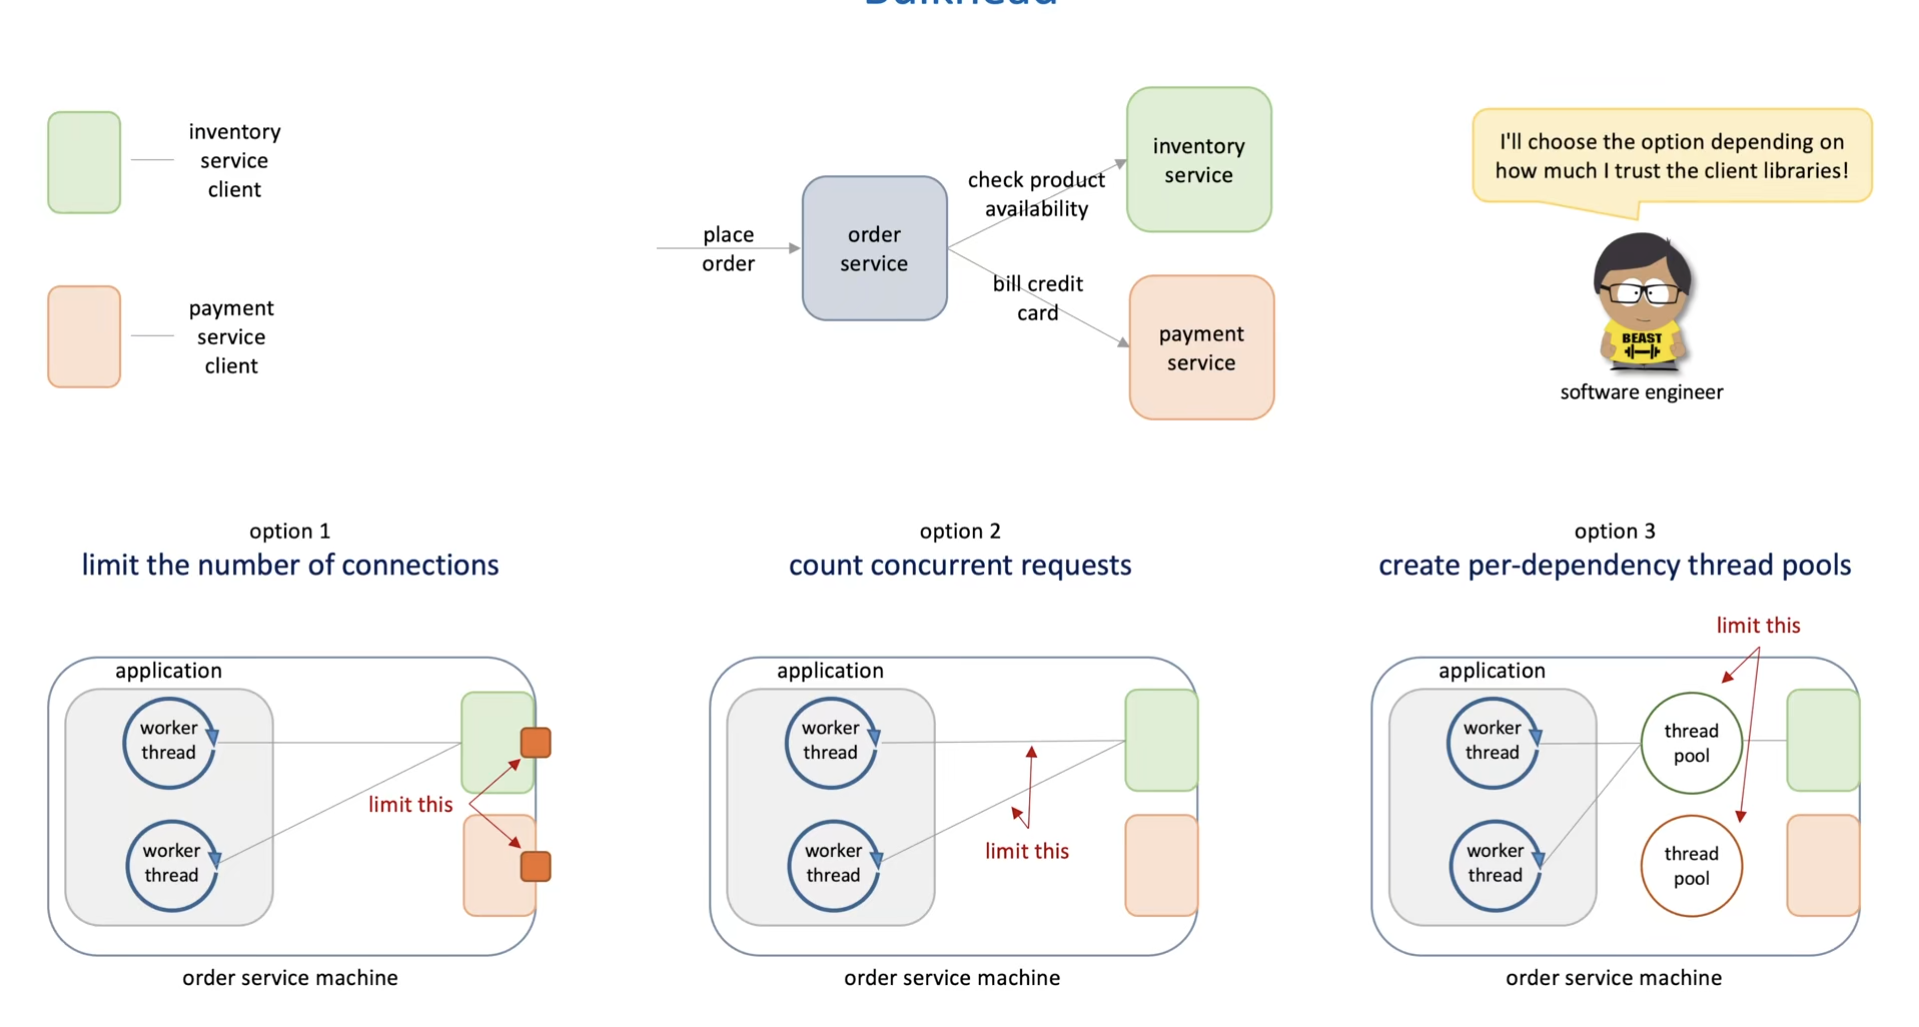 Bulkhead
inventory
service
client
payment
service
client
place
order
order
service
check product
availability
bill credit
card
inventory
service
payment
service
I'll choose the option depending on
how much I trust the client libraries!
BEAST
software engineer
option 1
limit the number of connections
application
worker
thread
worker
thread
limit this
order service machine
option 2
count concurrent requests
application
worker
thread
worker
thread
limit this
order service machine
option 3
create per-dependency thread pools
limit this
application
worker
thread
worker
thread
thread
pool
thread
pool
order service machine